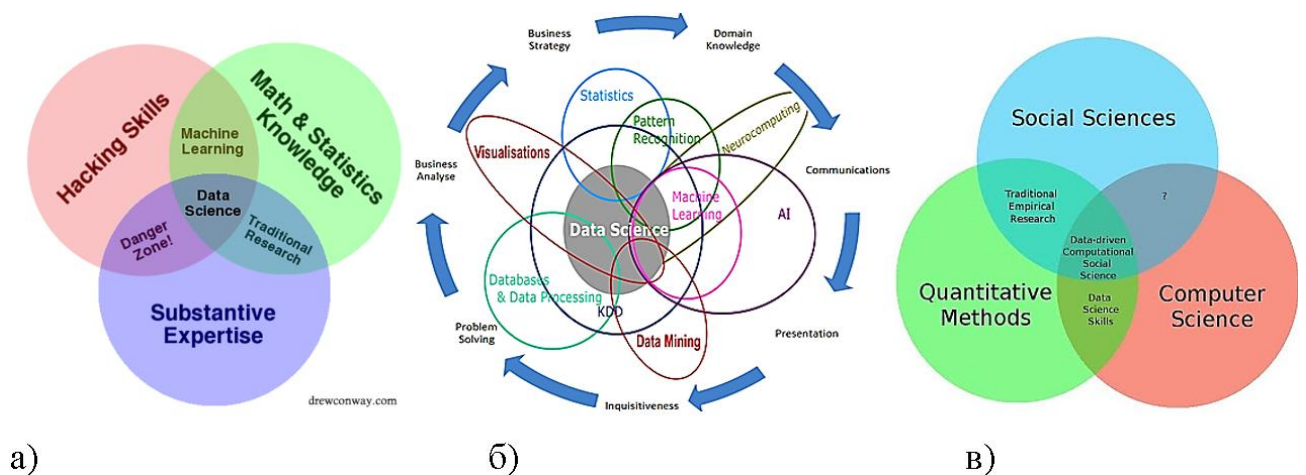 Hacking Skills
Math & Statistics
Knowledge
Machine
Learning
Data
Science
Danger
Zone!
Traditional
Research
Substantive
Expertise
drewconway.com
Business
Strategy
Domain
Knowledge
Statistics
Pattern
Recognition
Neurocomputing
Visualisations
Business
Analyse
Communications
Machine
Learning
AI
Data Science
Databases
& Data Processing
KDD
Problem
Solving
Data Mining
Presentation
Inquisitiveness
Social Sciences
Traditional
Empirical
Research
?
Data-driven
Computational
Social
Science
Quantitative
Methods
Data
Science
Skills
Computer
Science
а)
б)
в)